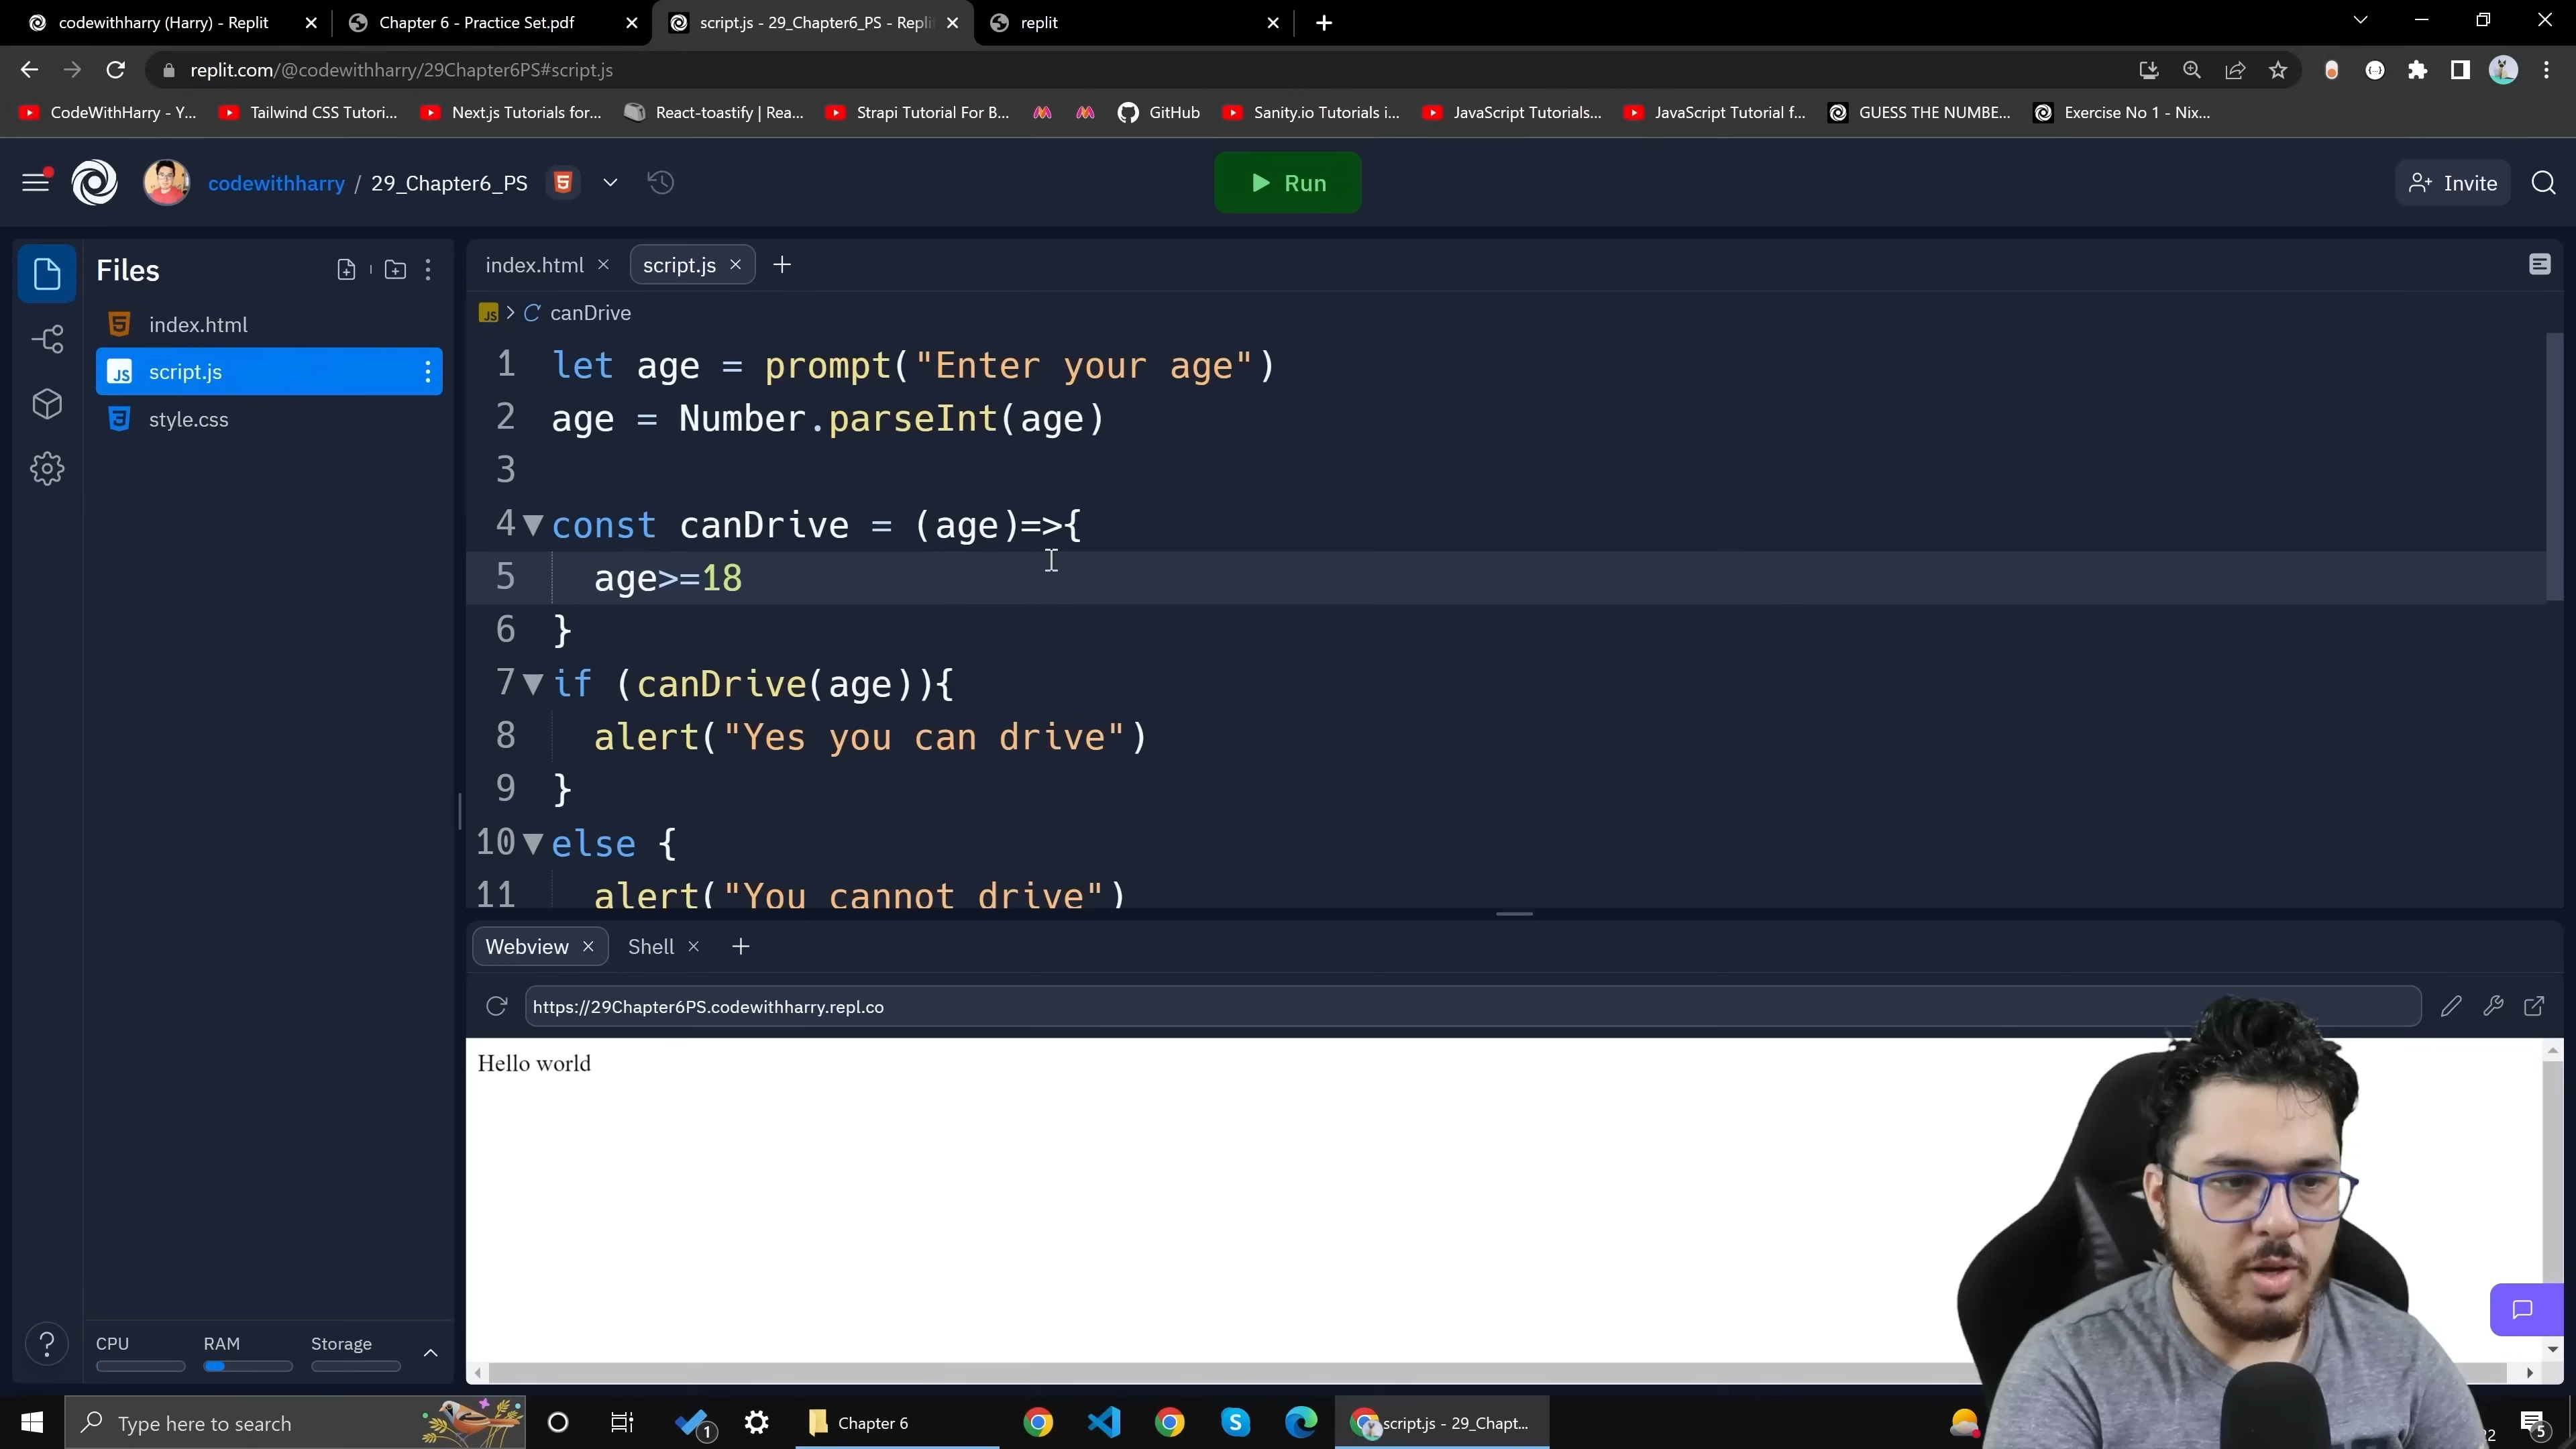 codewithharry (Harry) - Replit
Chapter 6 - Practice Set.pdf
script.js - 29_Chapter6_PS - Repli
replit
replit.com/@codewithharry/29Chapter6PS#script.js
CodeWithHarry - Y...
Tailwind CSS Tutori...
Next.js Tutorials for...
React-toastify | Rea...
Strapi Tutorial For B...
GitHub
Sanity.io Tutorials i...
JavaScript Tutorials...
JavaScript Tutorial f...
GUESS THE NUMBE...
Exercise No 1 - Nix...
codewithharry / 29_Chapter6_PS
Run
Invite
Files
index.html
script.js
style.css
index.html
script.js
JS > canDrive
1 let age = prompt("Enter your age")
2 age = Number.parseInt(age)
3
4 const canDrive = (age)=>{
5 age>=18
6 }
7 if (canDrive(age)){
8 alert("Yes you can drive")
9 }
10 else {
11 alert("You cannot drive")
Webview
Shell
https://29Chapter6PS.codewithharry.repl.co
Hello world
CPU
RAM
Storage
Type here to search
1
Chapter 6
script.js - 29_Chapt...
22
5